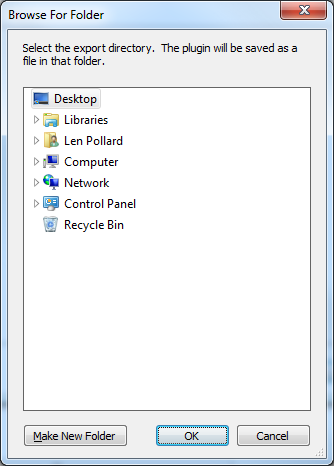 Browse For Folder
Select the export directory.  The plugin will be saved as a
file in that folder.
Desktop
Libraries
Len Pollard
Computer
Network
Control Panel
Recycle Bin
Make New Folder
OK
Cancel